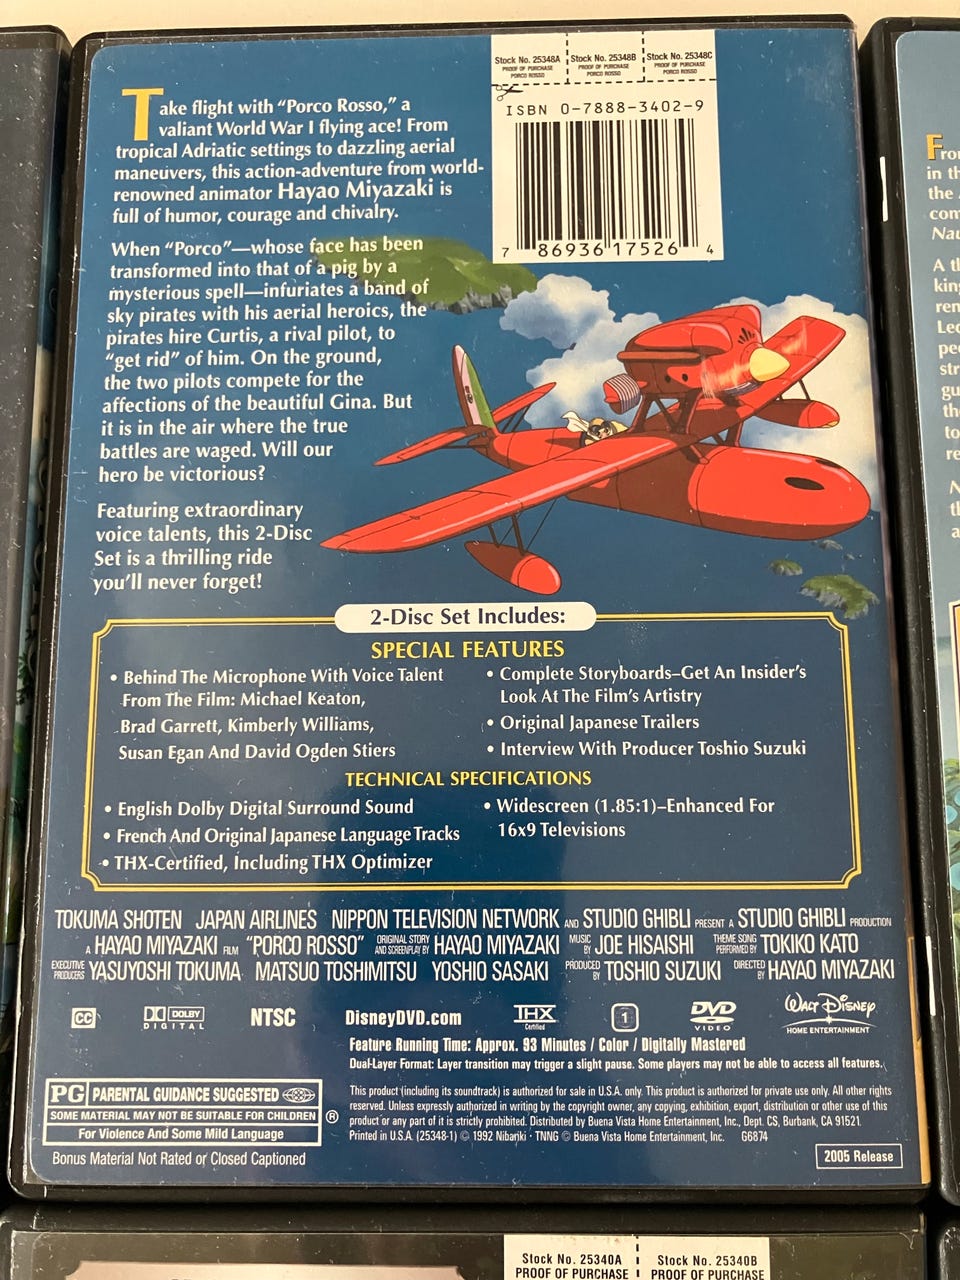 Stock No. 25348A Stock No. 25348B Stock No. 25348C
PROOF OF PURCHASE PROOF OF PURCHASE PROOF OF PURCHASE
PORCO ROSSO PORCO ROSSO PORCO ROSSO
ISBN 0-7888-3402-9
7 86936 17526 4
Take flight with "Porco Rosso," a
valiant World War I flying ace! From
tropical Adriatic settings to dazzling aerial
maneuvers, this action-adventure from world-
renowned animator Hayao Miyazaki is
full of humor, courage and chivalry.
When "Porco"—whose face has been
transformed into that of a pig by a
mysterious spell—infuriates a band of
sky pirates with his aerial heroics, the
pirates hire Curtis, a rival pilot, to
"get rid" of him. On the ground,
the two pilots compete for the
affections of the beautiful Gina. But
it is in the air where the true
battles are waged. Will our
hero be victorious?
Featuring extraordinary
voice talents, this 2-Disc
Set is a thrilling ride
you'll never forget!
2-Disc Set Includes:
SPECIAL FEATURES
• Behind The Microphone With Voice Talent
From The Film: Michael Keaton,
Brad Garrett, Kimberly Williams,
Susan Egan And David Ogden Stiers
• Complete Storyboards–Get An Insider's
Look At The Film's Artistry
• Original Japanese Trailers
• Interview With Producer Toshio Suzuki
TECHNICAL SPECIFICATIONS
• English Dolby Digital Surround Sound
• French And Original Japanese Language Tracks
• THX-Certified, Including THX Optimizer
• Widescreen (1.85:1)–Enhanced For
16x9 Televisions
TOKUMA SHOTEN JAPAN AIRLINES NIPPON TELEVISION NETWORK AND STUDIO GHIBLI PRESENT A STUDIO GHIBLI PRODUCTION
A HAYAO MIYAZAKI FILM "PORCO ROSSO" ORIGINAL STORY AND SCREENPLAY BY HAYAO MIYAZAKI MUSIC BY JOE HISAISHI THEME SONG PERFORMED BY TOKIKO KATO
EXECUTIVE PRODUCERS YASUYOSHI TOKUMA MATSUO TOSHIMITSU YOSHIO SASAKI PRODUCED BY TOSHIO SUZUKI DIRECTED BY HAYAO MIYAZAKI
CC DOLBY DIGITAL NTSC DisneyDVD.com THX Certified 1 DVD VIDEO WALT DISNEY HOME ENTERTAINMENT
Feature Running Time: Approx. 93 Minutes / Color / Digitally Mastered
Dual-Layer Format: Layer transition may trigger a slight pause. Some players may not be able to access all features.
PG PARENTAL GUIDANCE SUGGESTED
SOME MATERIAL MAY NOT BE SUITABLE FOR CHILDREN ®
For Violence And Some Mild Language
Bonus Material Not Rated or Closed Captioned
This product (including its soundtrack) is authorized for sale in U.S.A. only. This product is authorized for private use only. All other rights
reserved. Unless expressly authorized in writing by the copyright owner, any copying, exhibition, export, distribution or other use of this
product or any part of it is strictly prohibited. Distributed by Buena Vista Home Entertainment, Inc., Dept. CS, Burbank, CA 91521.
Printed in U.S.A. (25348-1) © 1992 Nibariki · TNNG © Buena Vista Home Entertainment, Inc. G6874
2005 Release
Stock No. 25340A Stock No. 25340B
PROOF OF PURCHASE PROOF OF PURCHASE
in th
the
com
Nau
A tl
king
ren
Leo
pe
str
gu
the
to
re
N
th
a